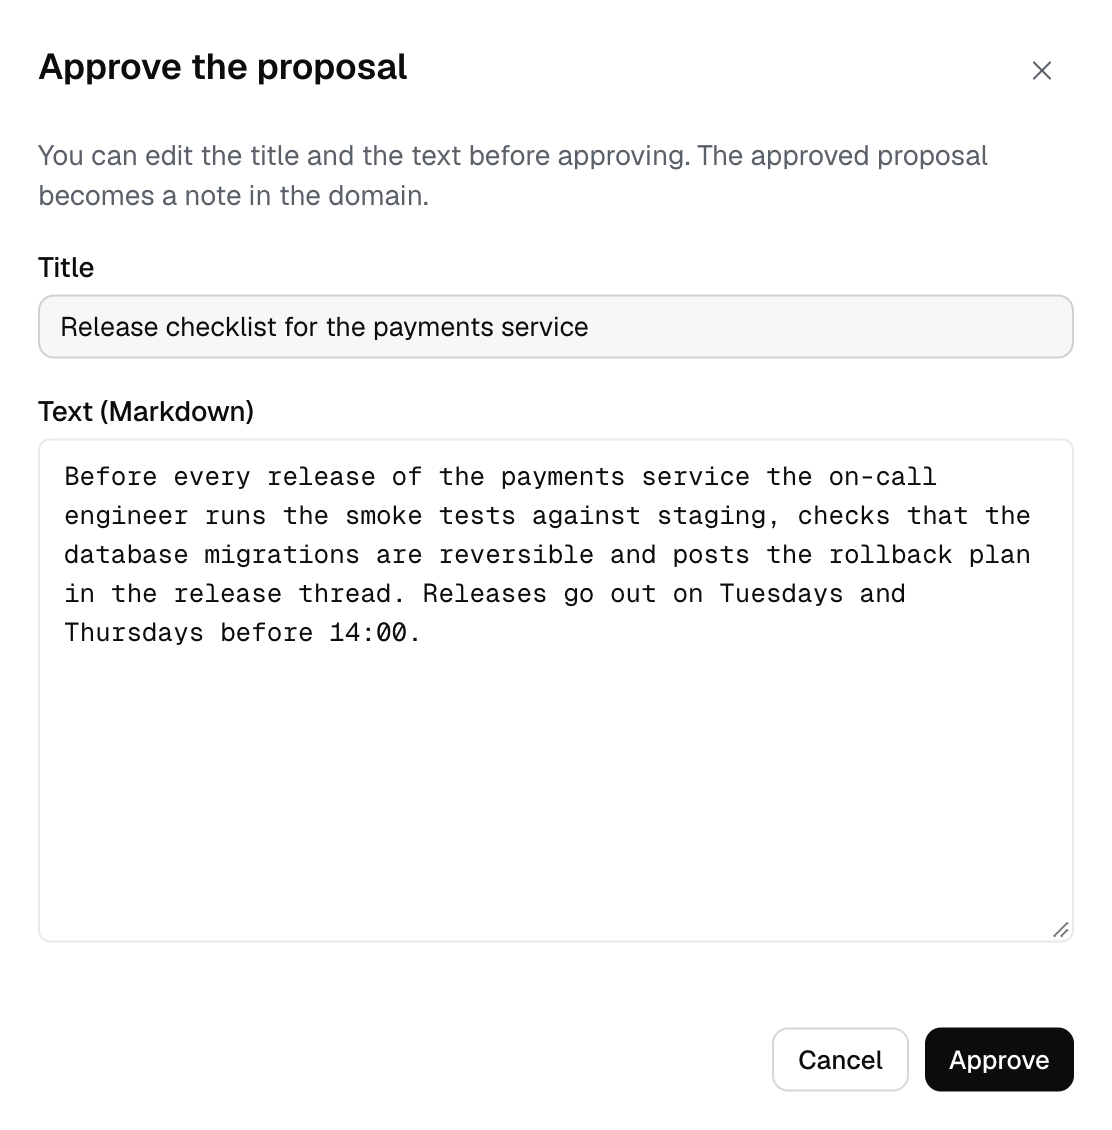 Approve the proposal
You can edit the title and the text before approving. The approved proposal
becomes a note in the domain.
Title
Release checklist for the payments service
Text (Markdown)
Before every release of the payments service the on-call
engineer runs the smoke tests against staging, checks that the
database migrations are reversible and posts the rollback plan
in the release thread. Releases go out on Tuesdays and
Thursdays before 14:00.
Cancel
Approve